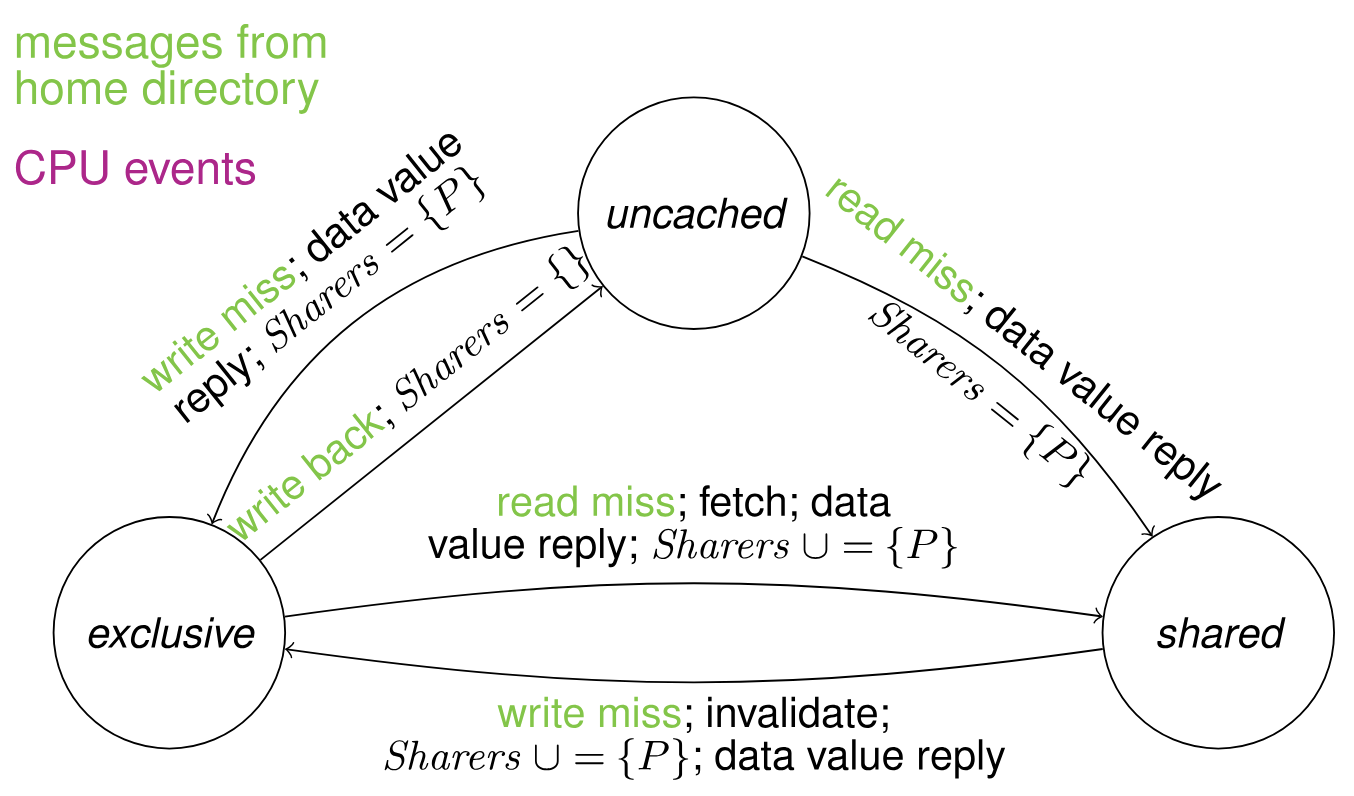 messages from
home directory
CPU events
uncached
write miss; data value
reply; Sharers = {P}
write back; Sharers = {}
read miss; data value reply
Sharers = {P}
read miss; fetch; data
value reply; Sharers ∪ = {P}
exclusive
shared
write miss; invalidate;
Sharers ∪ = {P}; data value reply